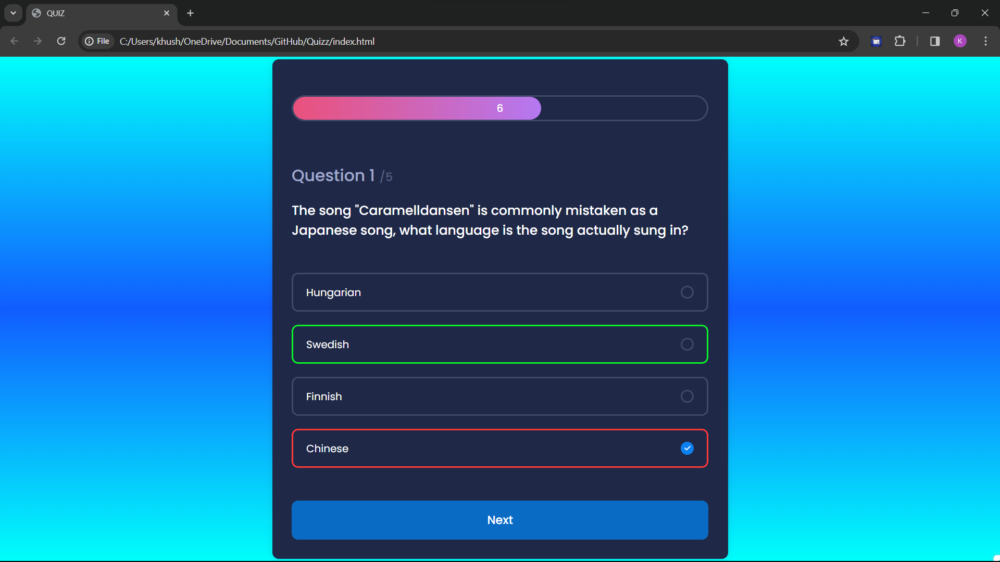 QUIZ
File C:/Users/khush/OneDrive/Documents/GitHub/Quizz/index.html
K
6
Question 1 /5
The song "Caramelldansen" is commonly mistaken as a
Japanese song, what language is the song actually sung in?
Hungarian
Swedish
Finnish
Chinese
Next